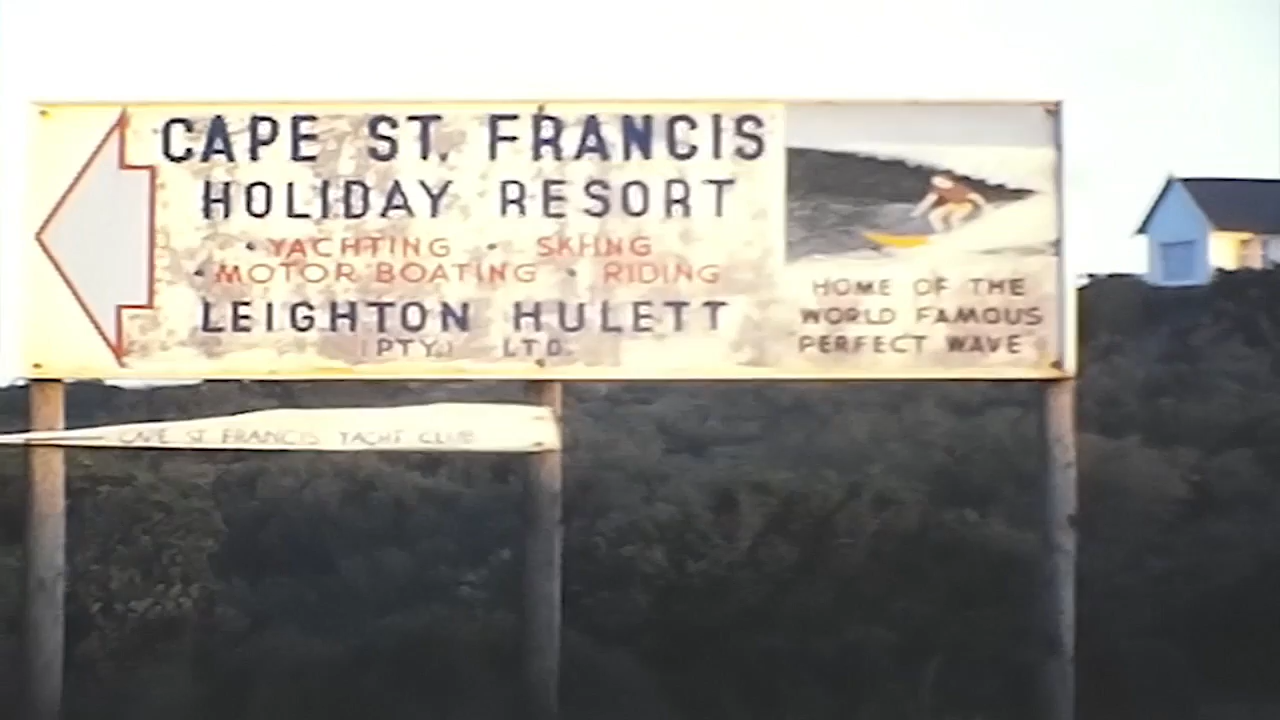 CAPE ST. FRANCIS
HOLIDAY RESORT
• YACHTING • SKIING
• MOTOR BOATING • RIDING
LEIGHTON HULETT
(PTY.) LTD.
HOME OF THE
WORLD FAMOUS
PERFECT WAVE
CAPE ST FRANCIS YACHT CLUB